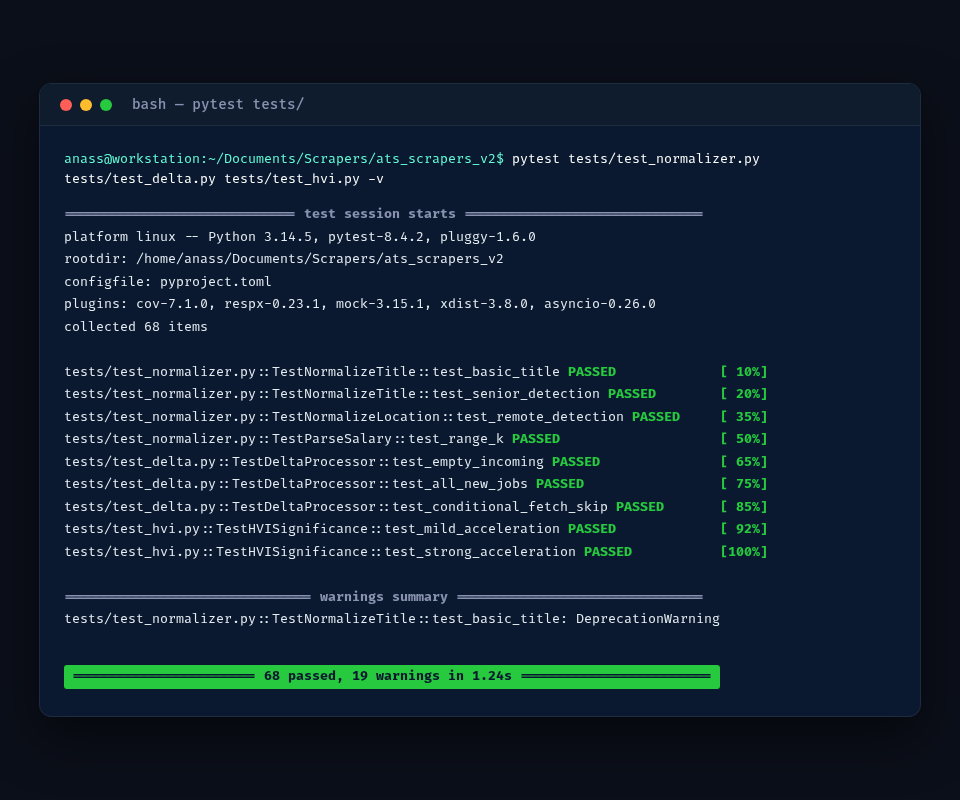 bash — pytest tests/
anass@workstation:~/Documents/Scrapers/ats_scrapers_v2$ pytest tests/test_normalizer.py
tests/test_delta.py tests/test_hvi.py -v
============================= test session starts ==============================
platform linux -- Python 3.14.5, pytest-8.4.2, pluggy-1.6.0
rootdir: /home/anass/Documents/Scrapers/ats_scrapers_v2
configfile: pyproject.toml
plugins: cov-7.1.0, respx-0.23.1, mock-3.15.1, xdist-3.8.0, asyncio-0.26.0
collected 68 items
tests/test_normalizer.py::TestNormalizeTitle::test_basic_title PASSED [ 10%]
tests/test_normalizer.py::TestNormalizeTitle::test_senior_detection PASSED [ 20%]
tests/test_normalizer.py::TestNormalizeLocation::test_remote_detection PASSED [ 35%]
tests/test_normalizer.py::TestParseSalary::test_range_k PASSED [ 50%]
tests/test_delta.py::TestDeltaProcessor::test_empty_incoming PASSED [ 65%]
tests/test_delta.py::TestDeltaProcessor::test_all_new_jobs PASSED [ 75%]
tests/test_delta.py::TestDeltaProcessor::test_conditional_fetch_skip PASSED [ 85%]
tests/test_hvi.py::TestHVISignificance::test_mild_acceleration PASSED [ 92%]
tests/test_hvi.py::TestHVISignificance::test_strong_acceleration PASSED [100%]
=============================== warnings summary ===============================
tests/test_normalizer.py::TestNormalizeTitle::test_basic_title: DeprecationWarning
======================= 68 passed, 19 warnings in 1.24s ========================